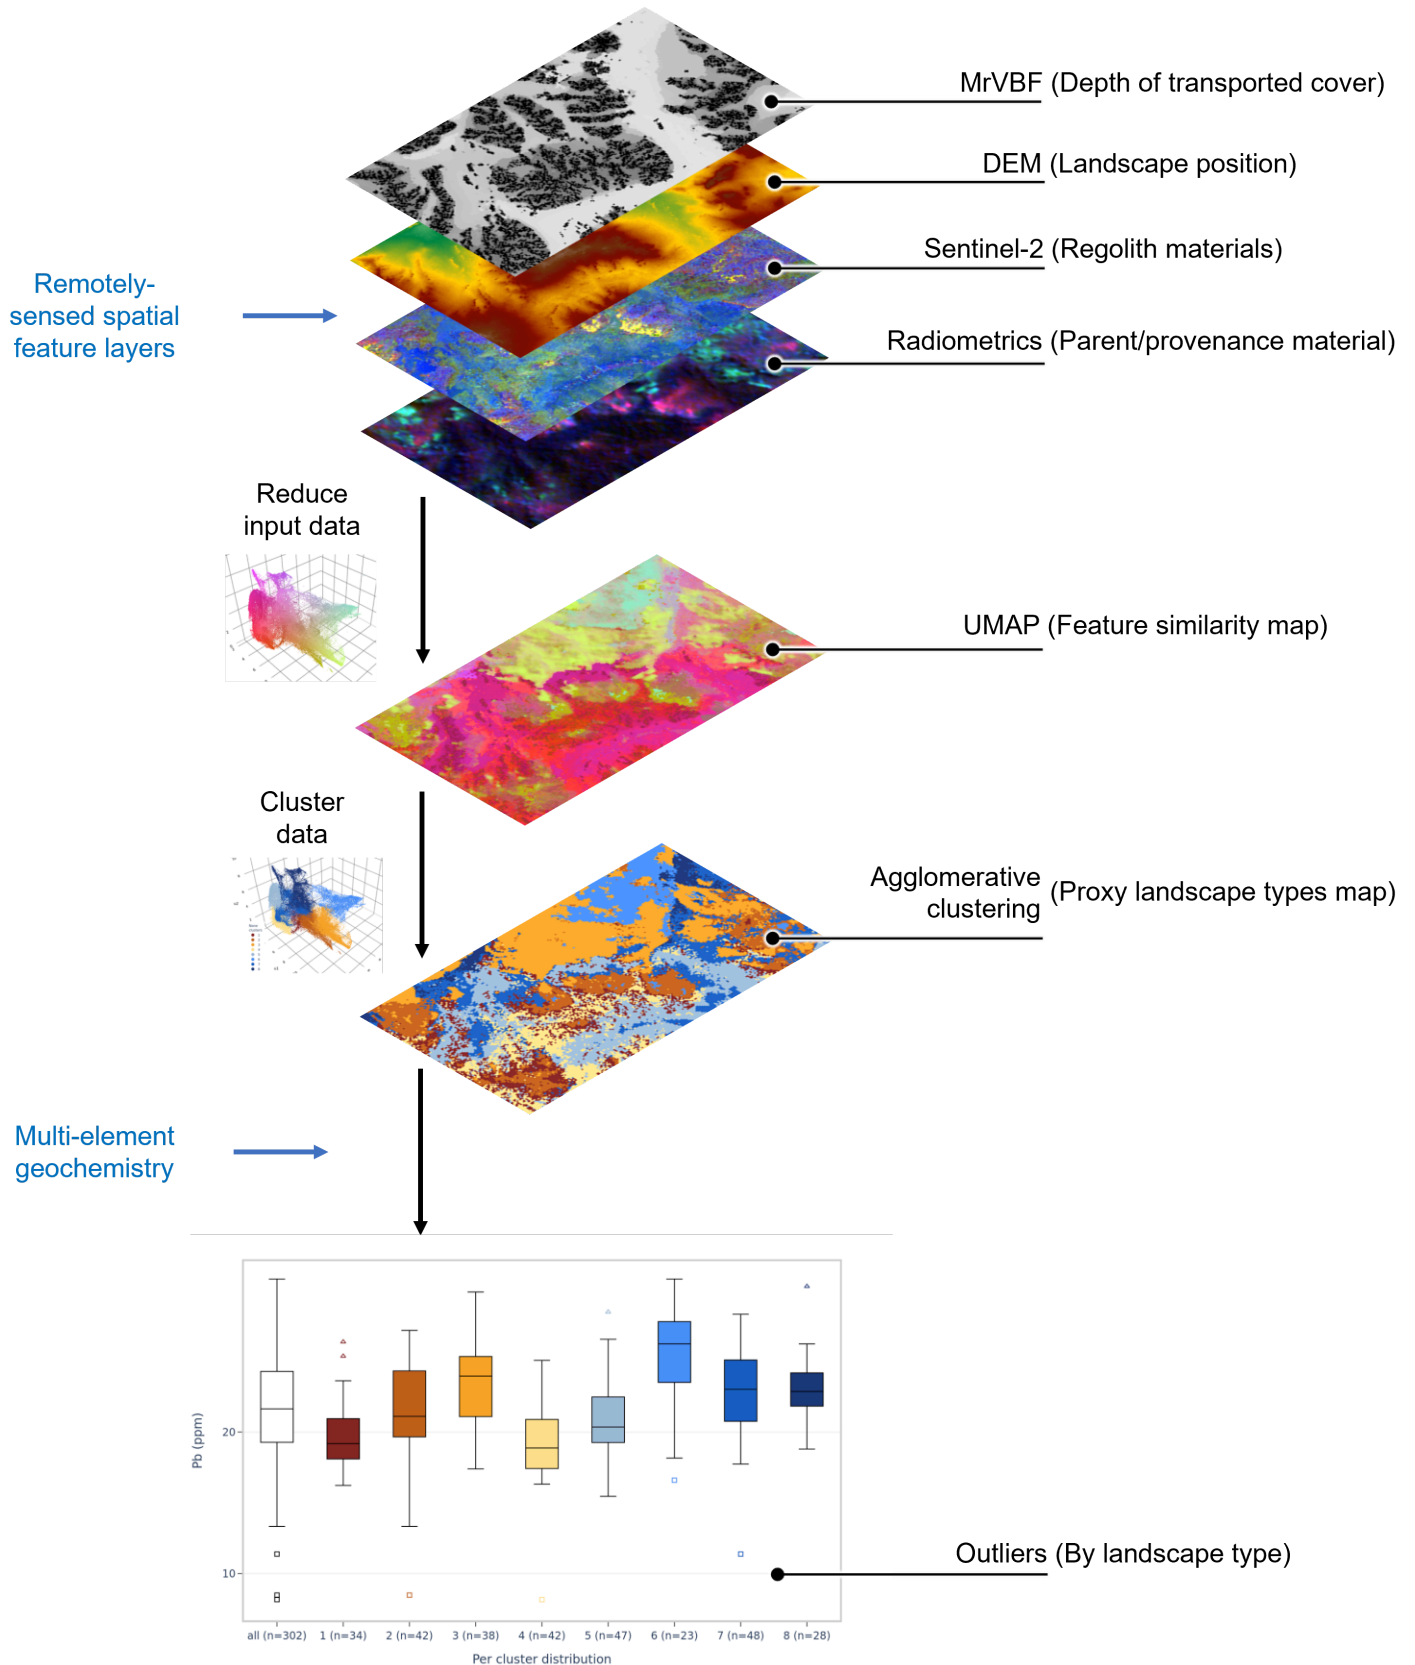 MrVBF (Depth of transported cover)
DEM (Landscape position)
Sentinel-2 (Regolith materials)
Remotely-
sensed spatial
feature layers
Radiometrics (Parent/provenance material)
Reduce
input data
UMAP (Feature similarity map)
Cluster
data
Agglomerative
clustering
(Proxy landscape types map)
Multi-element
geochemistry
Pb (ppm)
20
10
Outliers (By landscape type)
all (n=302) 1 (n=34) 2 (n=42) 3 (n=38) 4 (n=42) 5 (n=47) 6 (n=23) 7 (n=48) 8 (n=28)
Per cluster distribution